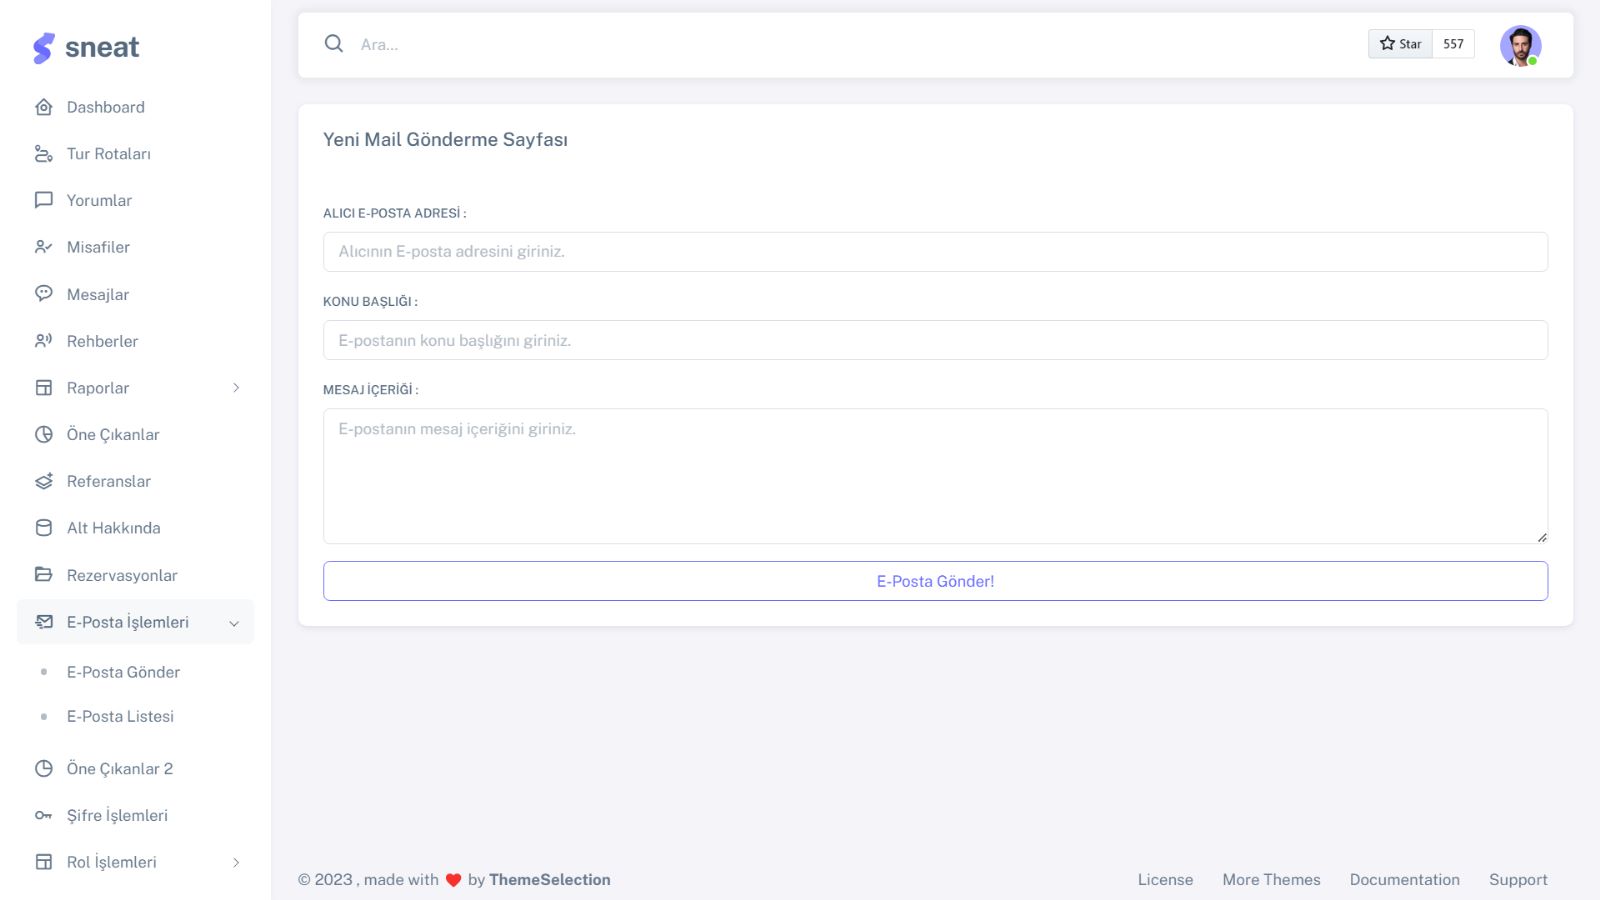 sneat
Dashboard
Tur Rotaları
Yorumlar
Misafiler
Mesajlar
Rehberler
Raporlar
Öne Çıkanlar
Referanslar
Alt Hakkında
Rezervasyonlar
E-Posta İşlemleri
E-Posta Gönder
E-Posta Listesi
Öne Çıkanlar 2
Şifre İşlemleri
Rol İşlemleri
Ara...
Star 557
Yeni Mail Gönderme Sayfası
ALICI E-POSTA ADRESİ :
Alıcının E-posta adresini giriniz.
KONU BAŞLIĞI :
E-postanın konu başlığını giriniz.
MESAJ İÇERİĞİ :
E-postanın mesaj içeriğini giriniz.
E-Posta Gönder!
© 2023 , made with ❤️ by ThemeSelection
License More Themes Documentation Support